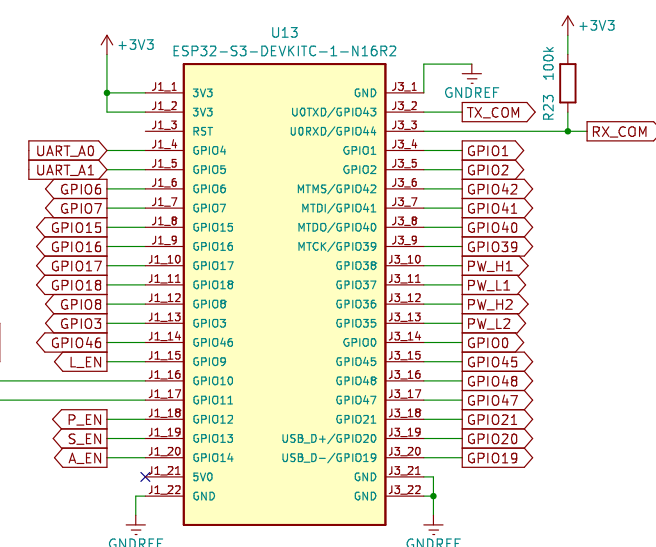 U13
ESP32-S3-DEVKITC-1-N16R2
+3V3
+3V3
R23 100k
J1_1 3V3 GND J3_1 GNDREF
J1_2 3V3 U0TXD/GPIO43 J3_2 TX_COM
J1_3 RST U0RXD/GPIO44 J3_3 RX_COM
UART_A0 J1_4 GPIO4 GPIO1 J3_4 GPIO1
UART_A1 J1_5 GPIO5 GPIO2 J3_5 GPIO2
GPIO6 J1_6 GPIO6 MTMS/GPIO42 J3_6 GPIO42
GPIO7 J1_7 GPIO7 MTDI/GPIO41 J3_7 GPIO41
GPIO15 J1_8 GPIO15 MTDO/GPIO40 J3_8 GPIO40
GPIO16 J1_9 GPIO16 MTCK/GPIO39 J3_9 GPIO39
GPIO17 J1_10 GPIO17 GPIO38 J3_10 PW_H1
GPIO18 J1_11 GPIO18 GPIO37 J3_11 PW_L1
GPIO8 J1_12 GPIO8 GPIO36 J3_12 PW_H2
GPIO3 J1_13 GPIO3 GPIO35 J3_13 PW_L2
GPIO46 J1_14 GPIO46 GPIO0 J3_14 GPIO0
L_EN J1_15 GPIO9 GPIO45 J3_15 GPIO45
J1_16 GPIO10 GPIO48 J3_16 GPIO48
J1_17 GPIO11 GPIO47 J3_17 GPIO47
P_EN J1_18 GPIO12 GPIO21 J3_18 GPIO21
S_EN J1_19 GPIO13 USB_D+/GPIO20 J3_19 GPIO20
A_EN J1_20 GPIO14 USB_D-/GPIO19 J3_20 GPIO19
J1_21 5V0 GND J3_21
J1_22 GND GND J3_22
GNDREF GNDREF